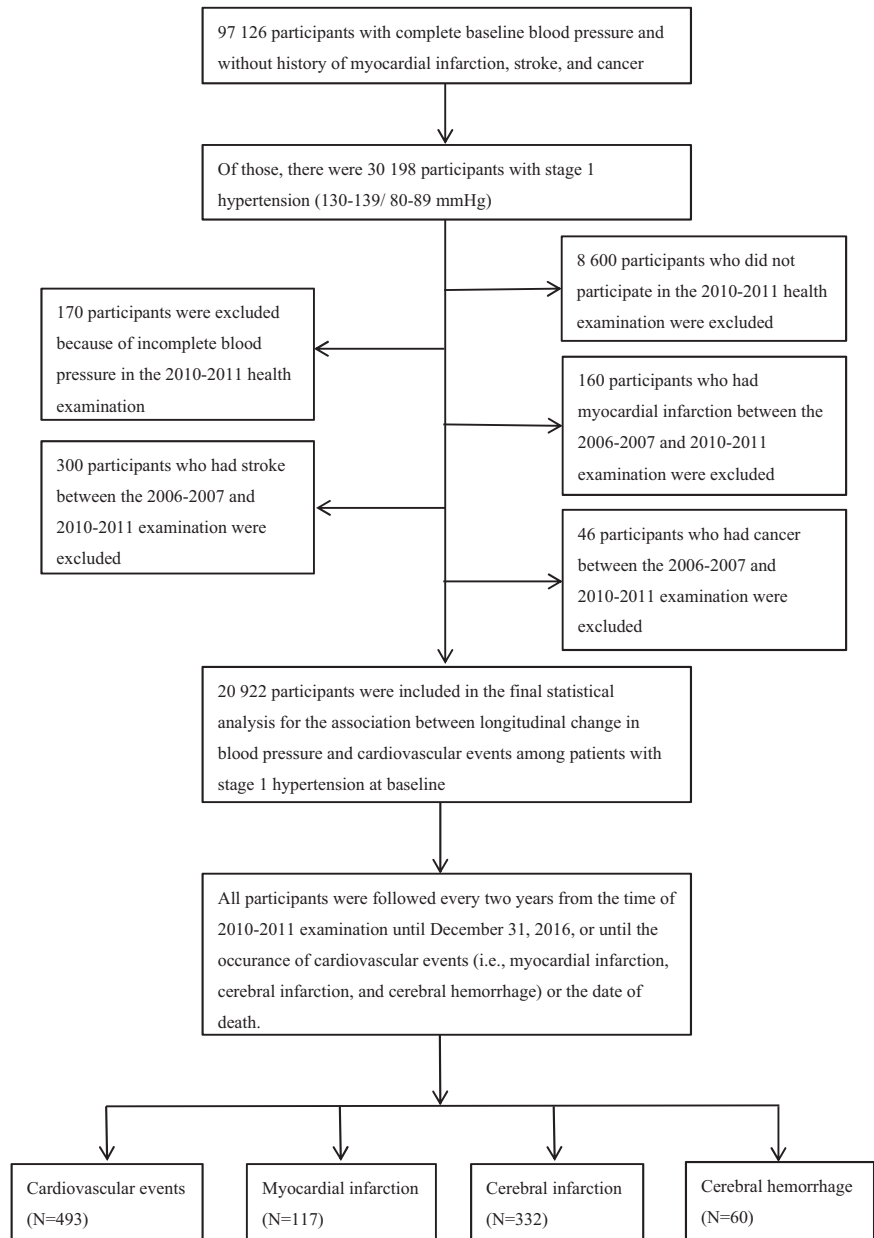 97 126 participants with complete baseline blood pressure and
without history of myocardial infarction, stroke, and cancer
Of those, there were 30 198 participants with stage 1
hypertension (130-139/ 80-89 mmHg)
8 600 participants who did not
participate in the 2010-2011 health
examination were excluded
170 participants were excluded
because of incomplete blood
pressure in the 2010-2011 health
examination
160 participants who had
myocardial infarction between the
2006-2007 and 2010-2011
examination were excluded
300 participants who had stroke
between the 2006-2007 and
2010-2011 examination were
excluded
46 participants who had cancer
between the 2006-2007 and
2010-2011 examination were
excluded
20 922 participants were included in the final statistical
analysis for the association between longitudinal change in
blood pressure and cardiovascular events among patients with
stage 1 hypertension at baseline
All participants were followed every two years from the time of
2010-2011 examination until December 31, 2016, or until the
occurance of cardiovascular events (i.e., myocardial infarction,
cerebral infarction, and cerebral hemorrhage) or the date of
death.
Cardiovascular events
(N=493)
Myocardial infarction
(N=117)
Cerebral infarction
(N=332)
Cerebral hemorrhage
(N=60)